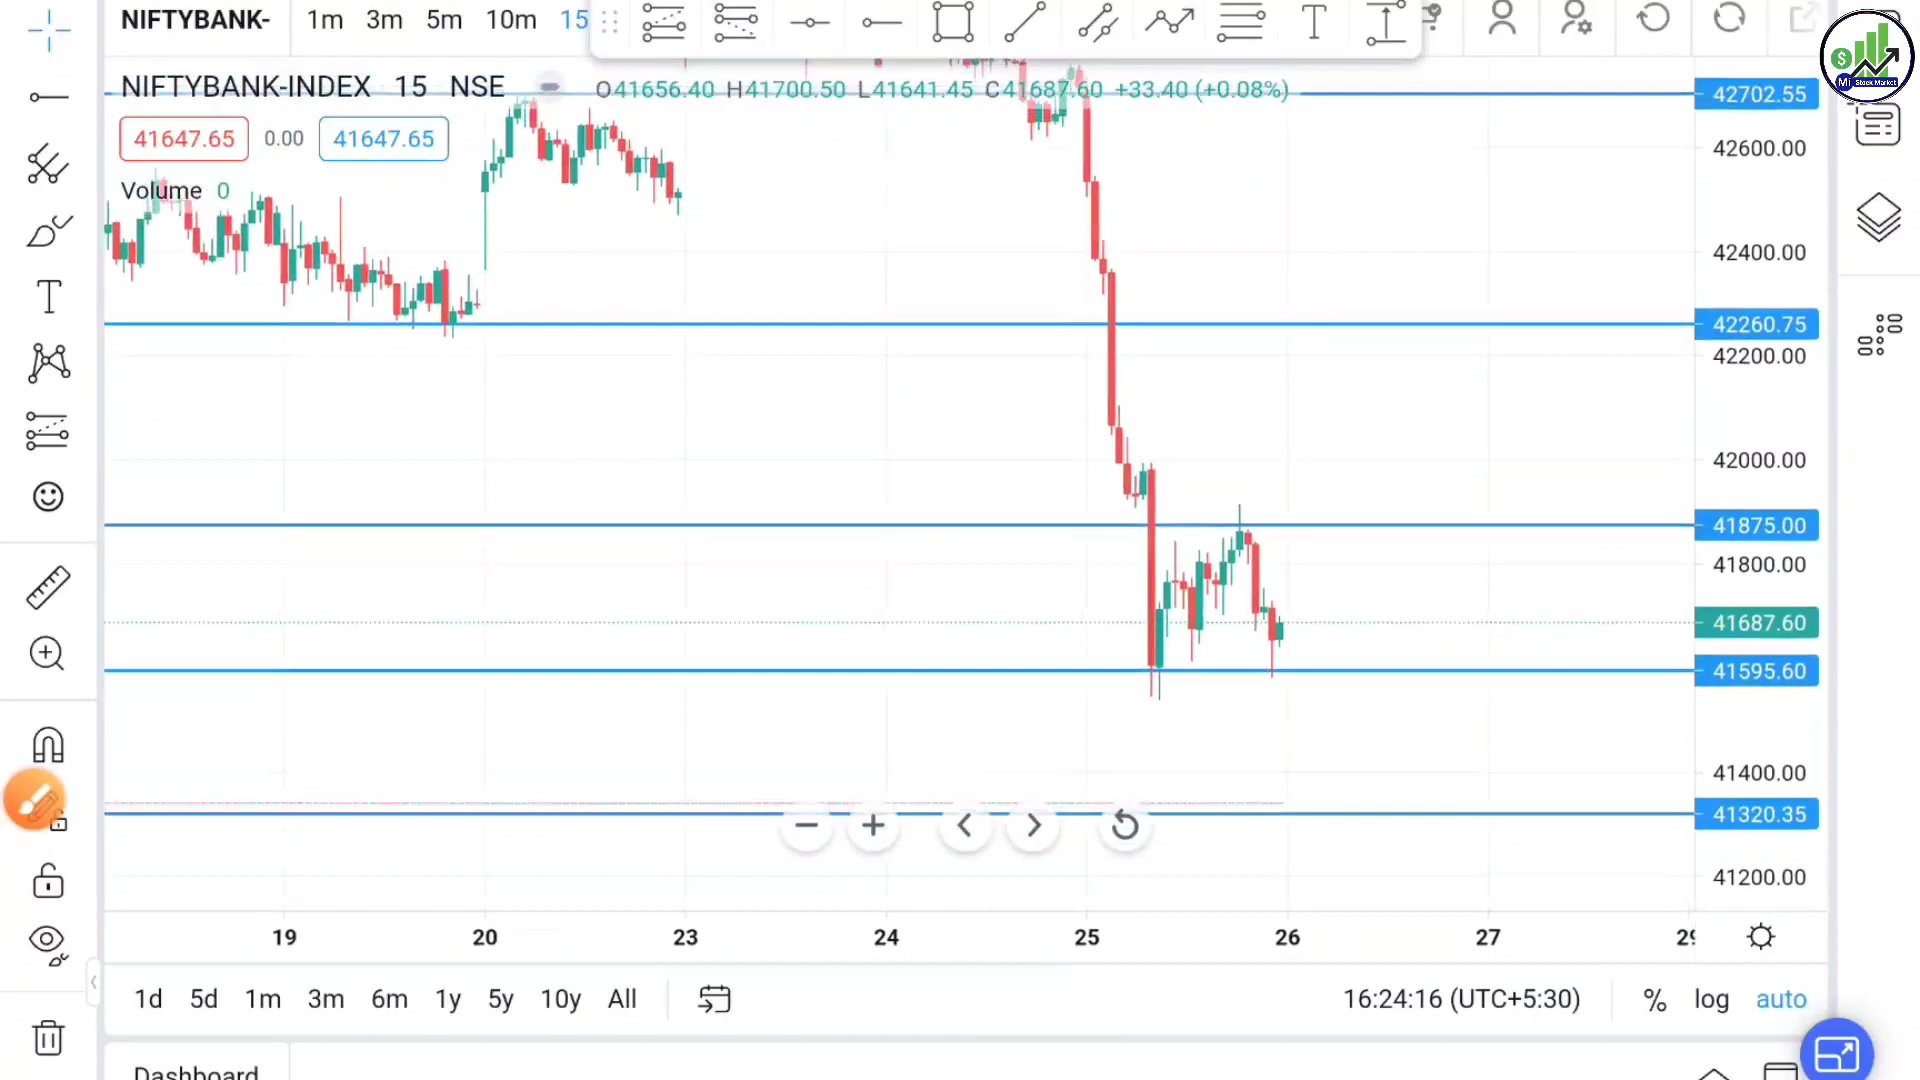 NIFTYBANK- 1m 3m 5m 10m 15
T
NIFTYBANK-INDEX 15 NSE O41656.40 H41700.50 L41641.45 C41687.60 +33.40 (+0.08%)
41647.65 0.00 41647.65
Volume 0
$
Mi Stock Market
42702.55
42600.00
42400.00
42260.75
42200.00
42000.00
41875.00
41800.00
41687.60
41595.60
41400.00
41320.35
41200.00
T
19 20 23 24 25 26 27
1d 5d 1m 3m 6m 1y 5y 10y All 16:24:16 (UTC+5:30) % log auto
Dashboard